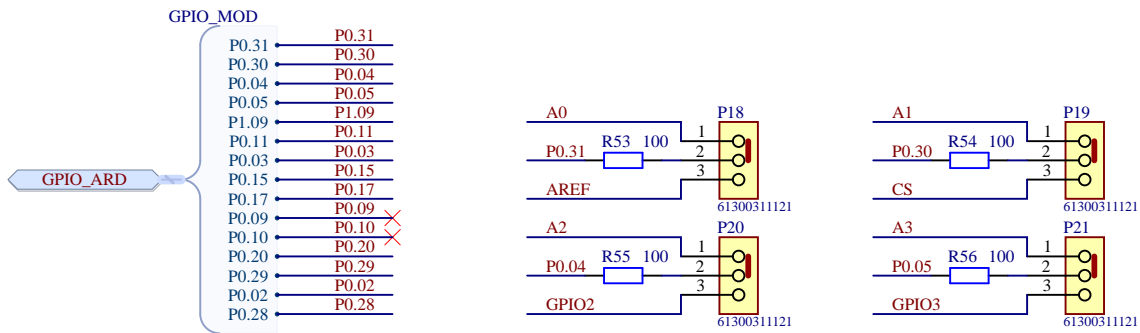 GPIO_MOD
GPIO_ARD
P0.31 P0.31
P0.30 P0.30
P0.04 P0.04
P0.05 P0.05
P1.09 P1.09
P0.11 P0.11
P0.03 P0.03
P0.15 P0.15
P0.17 P0.17
P0.09 P0.09
P0.10 P0.10
P0.20 P0.20
P0.29 P0.29
P0.02 P0.02
P0.28 P0.28
A0 P18
1
P0.31 R53 100 2
3
AREF
61300311121
A1 P19
1
P0.30 R54 100 2
3
CS
61300311121
A2 P20
1
P0.04 R55 100 2
3
GPIO2
61300311121
A3 P21
1
P0.05 R56 100 2
3
GPIO3
61300311121